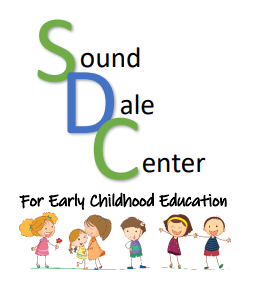 Sound
Dale
Center
For Early Childhood Education